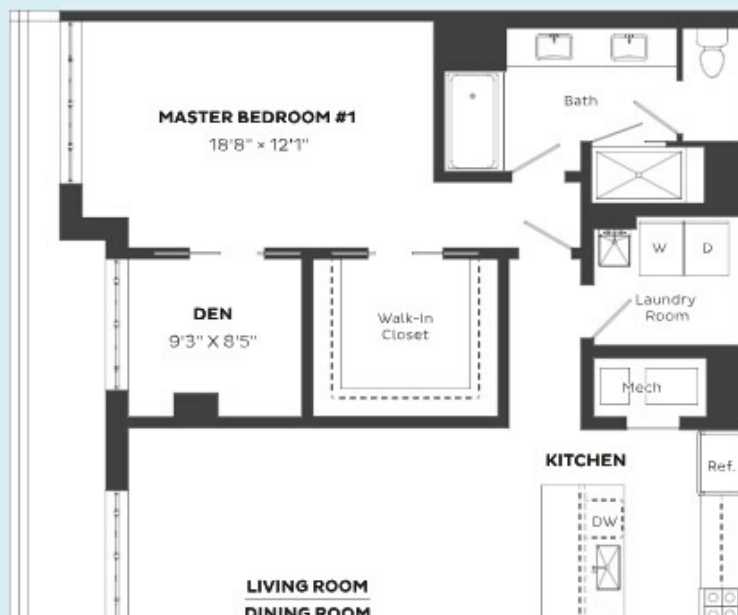 MASTER BEDROOM #1
18'8" × 12'1"
Bath
W
D
DEN
9'3" X 8'5"
Walk-In
Closet
Laundry
Room
Mech
KITCHEN
Ref.
DW
LIVING ROOM
DINING ROOM